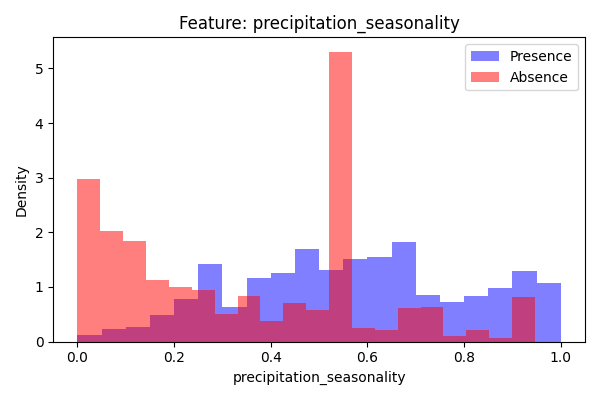 Feature: precipitation_seasonality
Presence
Absence
Density
5
4
3
2
1
0
0.0 0.2 0.4 0.6 0.8 1.0
precipitation_seasonality